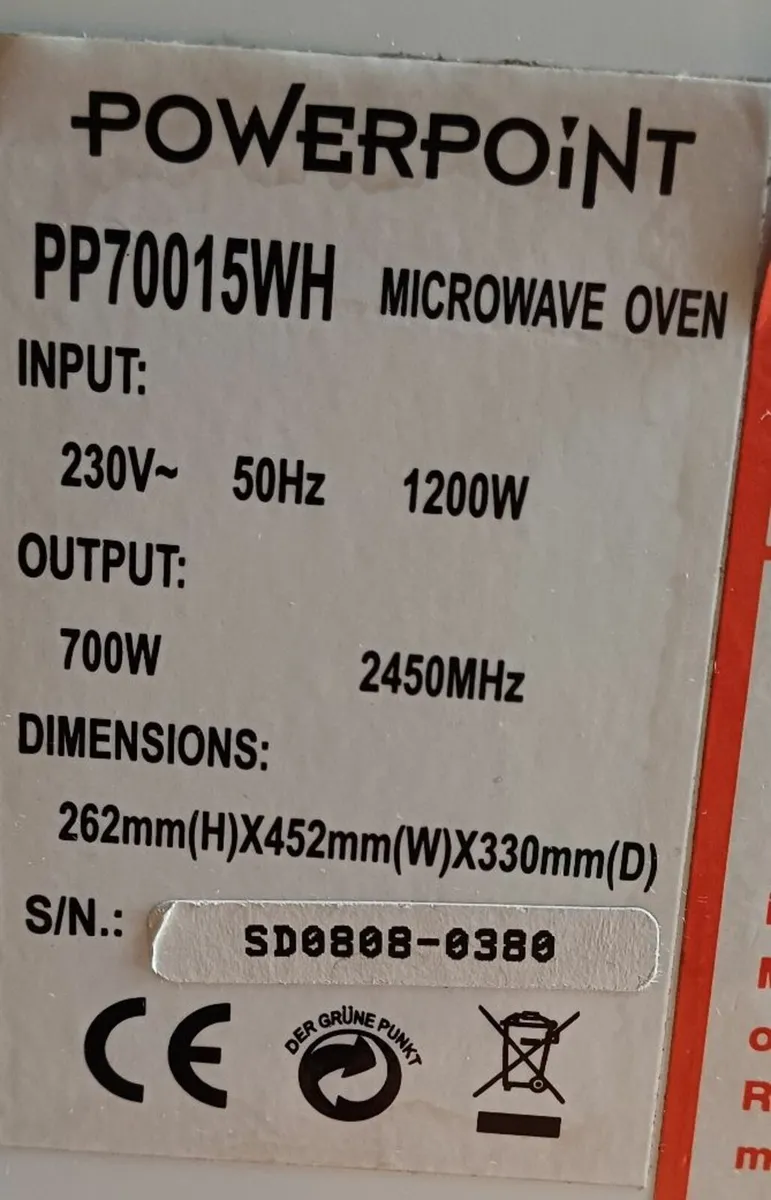 POWERPOINT
PP70015WH MICROWAVE OVEN
INPUT:
230V~ 50Hz 1200W
OUTPUT:
700W 2450MHz
DIMENSIONS:
262mm(H)X452mm(W)X330mm(D)
S/N.: SD0808-0380
CE DER GRÜNE PUNKT